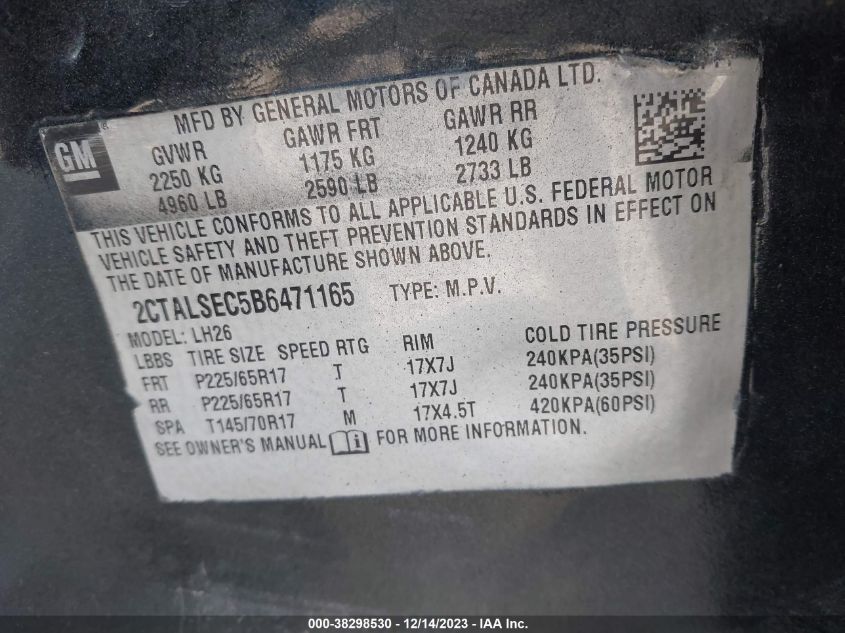 MFD BY GENERAL MOTORS OF CANADA LTD.
GM
GVWR GAWR FRT GAWR RR
2250 KG 1175 KG 1240 KG
4960 LB 2590 LB 2733 LB
THIS VEHICLE CONFORMS TO ALL APPLICABLE U.S. FEDERAL MOTOR
VEHICLE SAFETY AND THEFT PREVENTION STANDARDS IN EFFECT ON
THE DATE OF MANUFACTURE SHOWN ABOVE.
2CTALSEC5B6471165 TYPE: M.P.V.
MODEL: LH26
LBBS TIRE SIZE SPEED RTG RIM COLD TIRE PRESSURE
FRT P225/65R17 T 17X7J 240KPA(35PSI)
RR P225/65R17 T 17X7J 240KPA(35PSI)
SPA T145/70R17 M 17X4.5T 420KPA(60PSI)
SEE OWNER'S MANUAL FOR MORE INFORMATION.
000-38298530 - 12/14/2023 - IAA Inc.